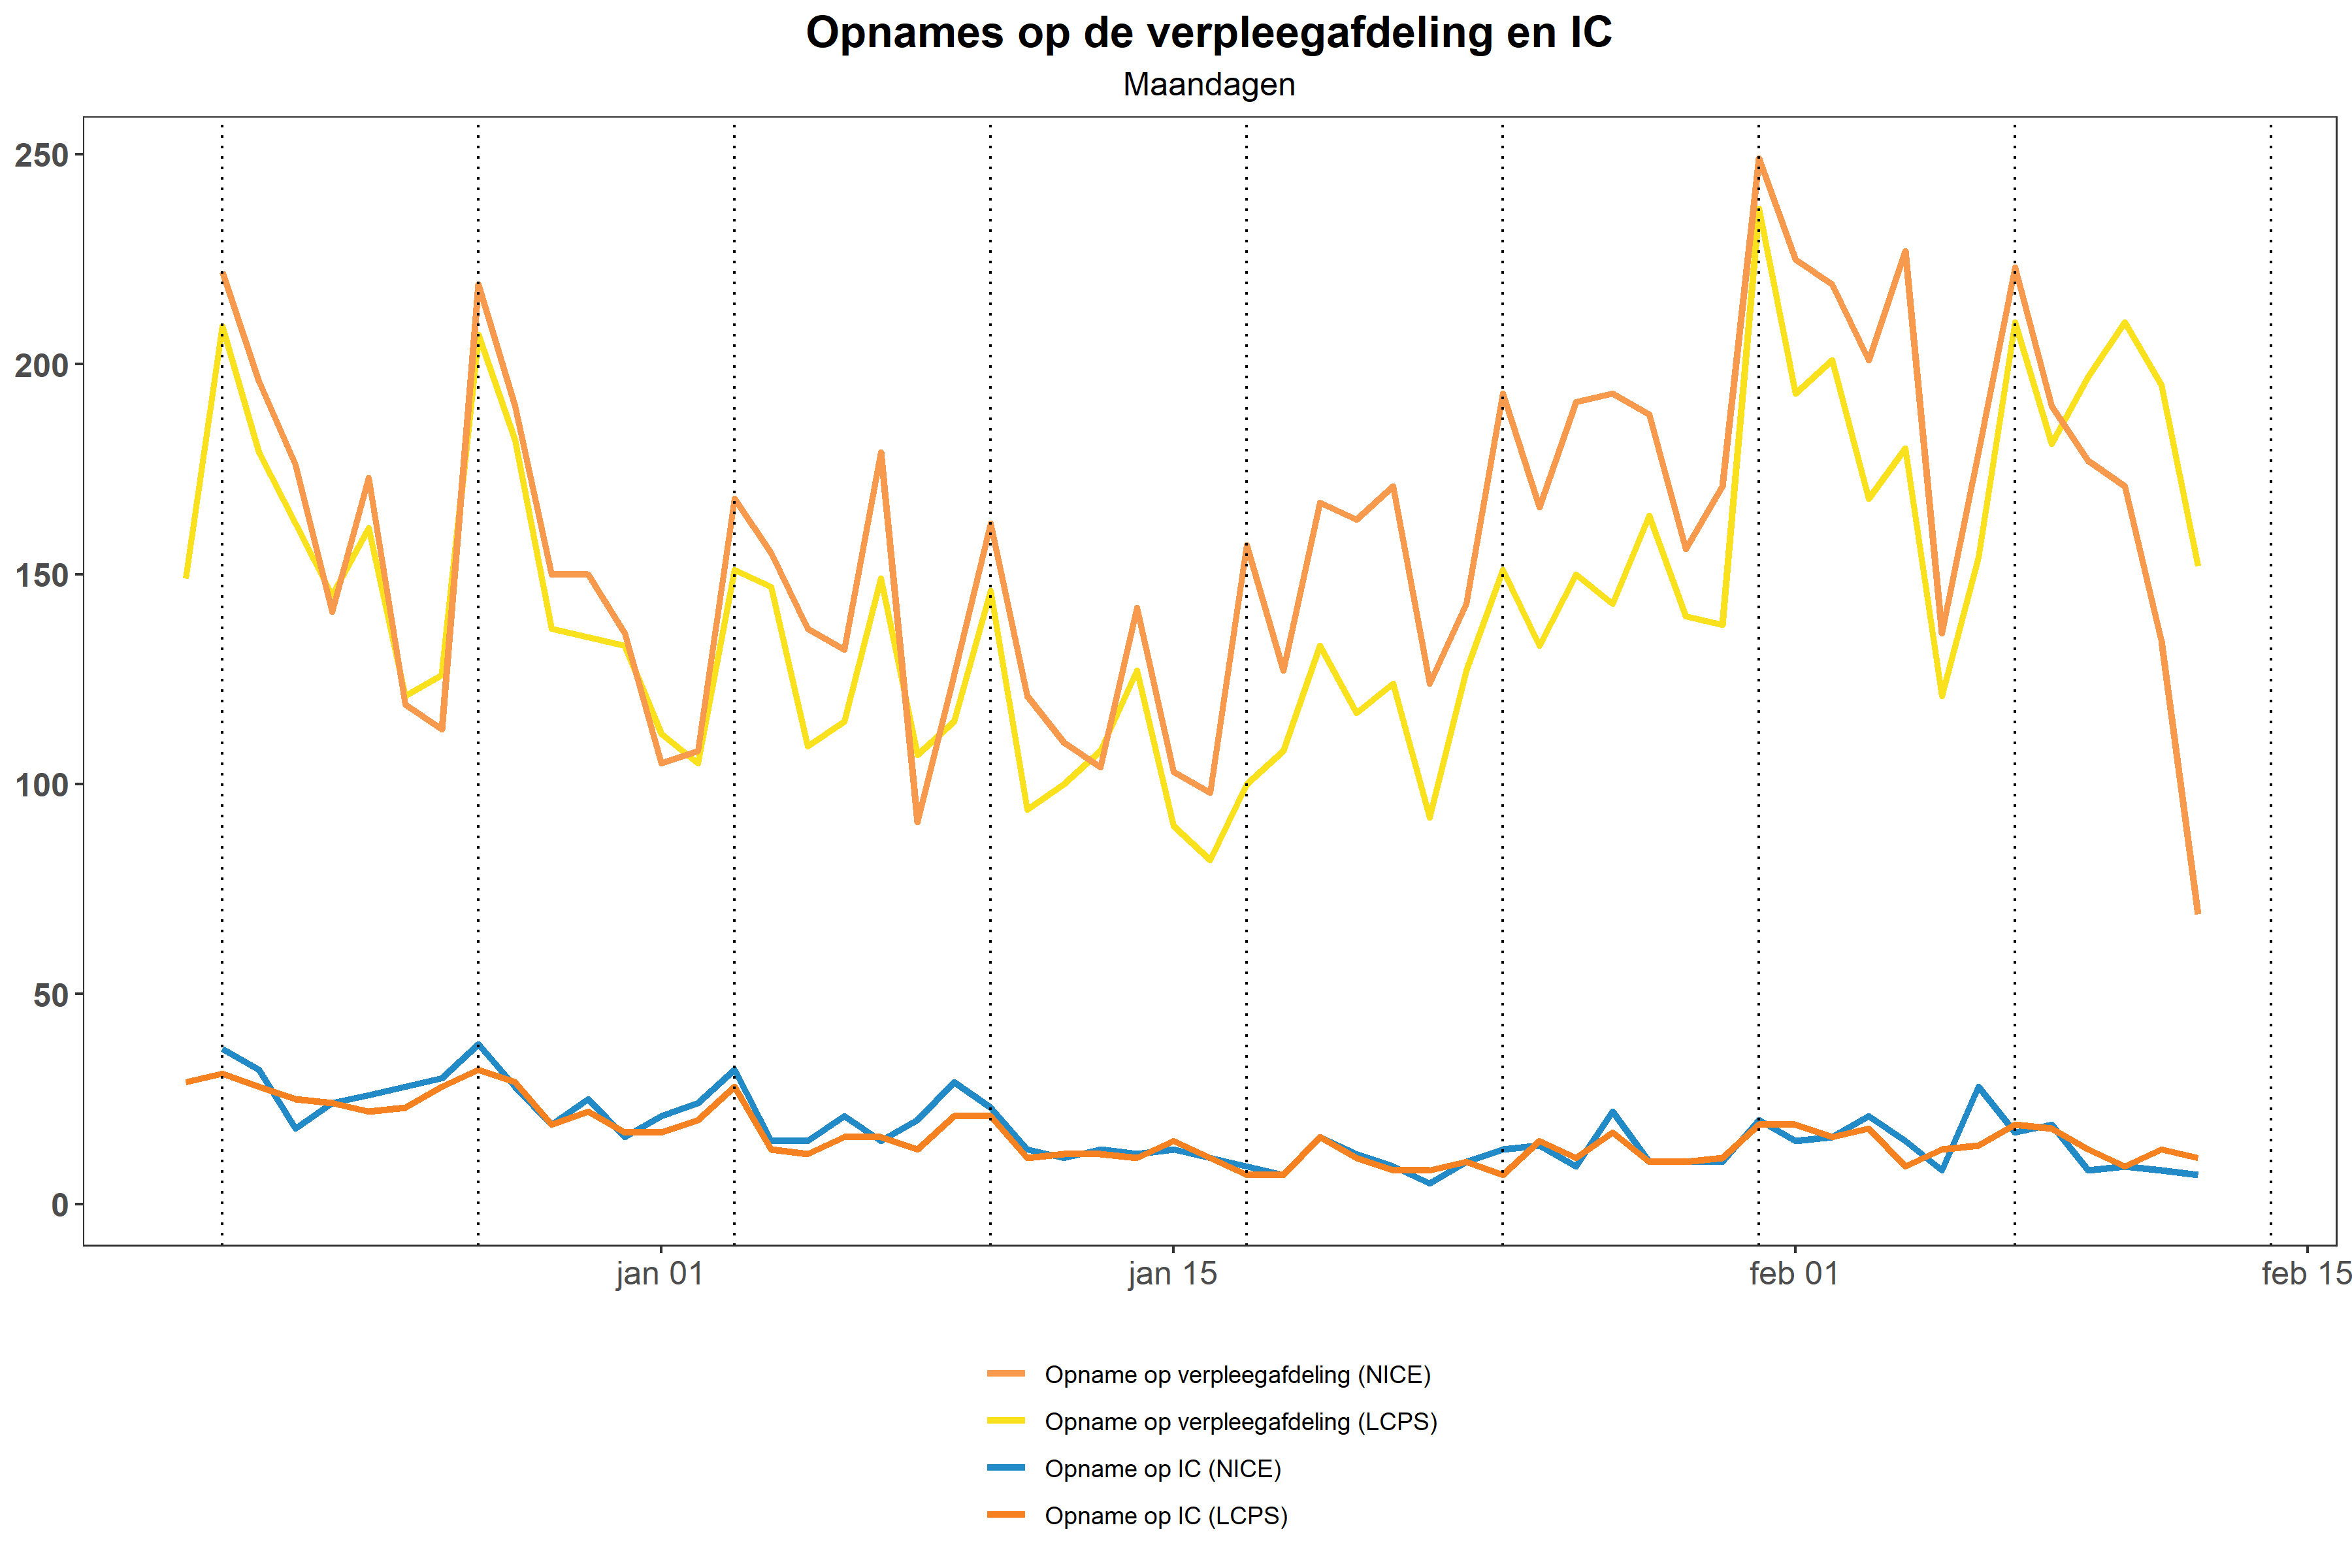 Opnames op de verpleegafdeling en IC
Maandagen
250
200
150
100
50
0
jan 01
jan 15
feb 01
feb 15
Opname op verpleegafdeling (NICE)
Opname op verpleegafdeling (LCPS)
Opname op IC (NICE)
Opname op IC (LCPS)